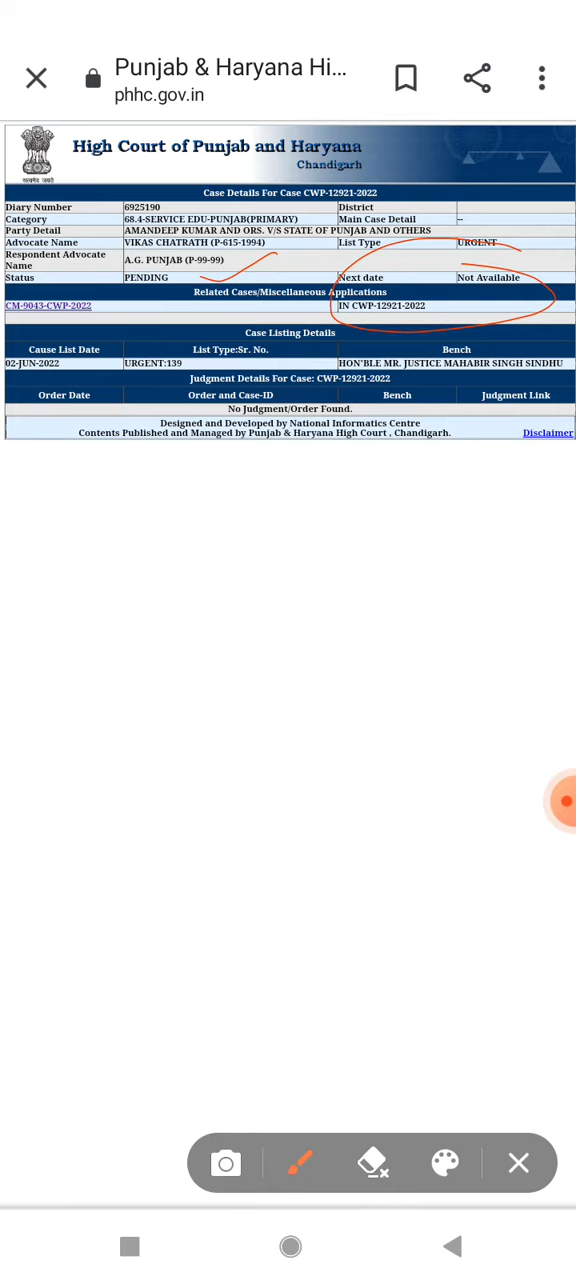 Punjab & Haryana Hi...
phhc.gov.in
सत्यमेव जयते
High Court of Punjab and Haryana
Chandigarh
Case Details For Case CWP-12921-2022
Diary Number 6925190 District
Category 68.4-SERVICE EDU-PUNJAB(PRIMARY) Main Case Detail --
Party Detail AMANDEEP KUMAR AND ORS. V/S STATE OF PUNJAB AND OTHERS
Advocate Name VIKAS CHATRATH (P-615-1994) List Type URGENT
Respondent Advocate Name A.G. PUNJAB (P-99-99)
Status PENDING Next date Not Available
Related Cases/Miscellaneous Applications
CM-9043-CWP-2022 IN CWP-12921-2022
Case Listing Details
Cause List Date List Type:Sr. No. Bench
02-JUN-2022 URGENT:139 HON'BLE MR. JUSTICE MAHABIR SINGH SINDHU
Judgment Details For Case: CWP-12921-2022
Order Date Order and Case-ID Bench Judgment Link
No Judgment/Order Found.
Designed and Developed by National Informatics Centre
Contents Published and Managed by Punjab & Haryana High Court , Chandigarh. Disclaimer